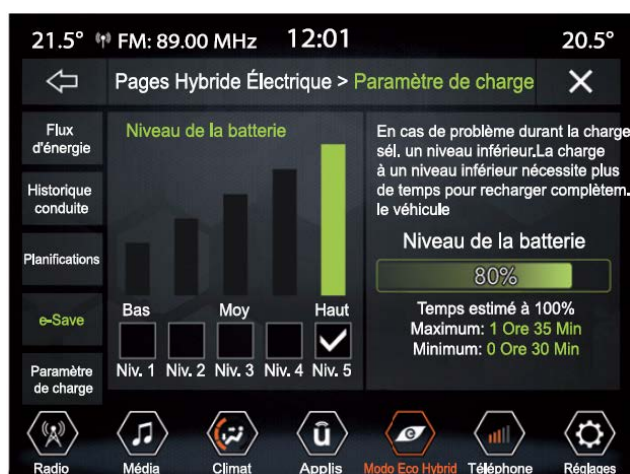 21.5° FM: 89.00 MHz 12:01 20.5°
Pages Hybride Électrique > Paramètre de charge X
Flux
d'énergie
Historique
conduite
Planifications
e-Save
Paramètre
de charge
Niveau de la batterie
Bas Moy Haut
Niv. 1 Niv. 2 Niv. 3 Niv. 4 Niv. 5
En cas de problème durant la charge
sél. un niveau inférieur.La charge
à un niveau inférieur nécessite plus
de temps pour recharger complètem.
le véhicule
Niveau de la batterie
80%
Temps estimé à 100%
Maximum: 1 Ore 35 Min
Minimum: 0 Ore 30 Min
Radio Média Climat Applis Modo Eco Hybrid Téléphone Réglages